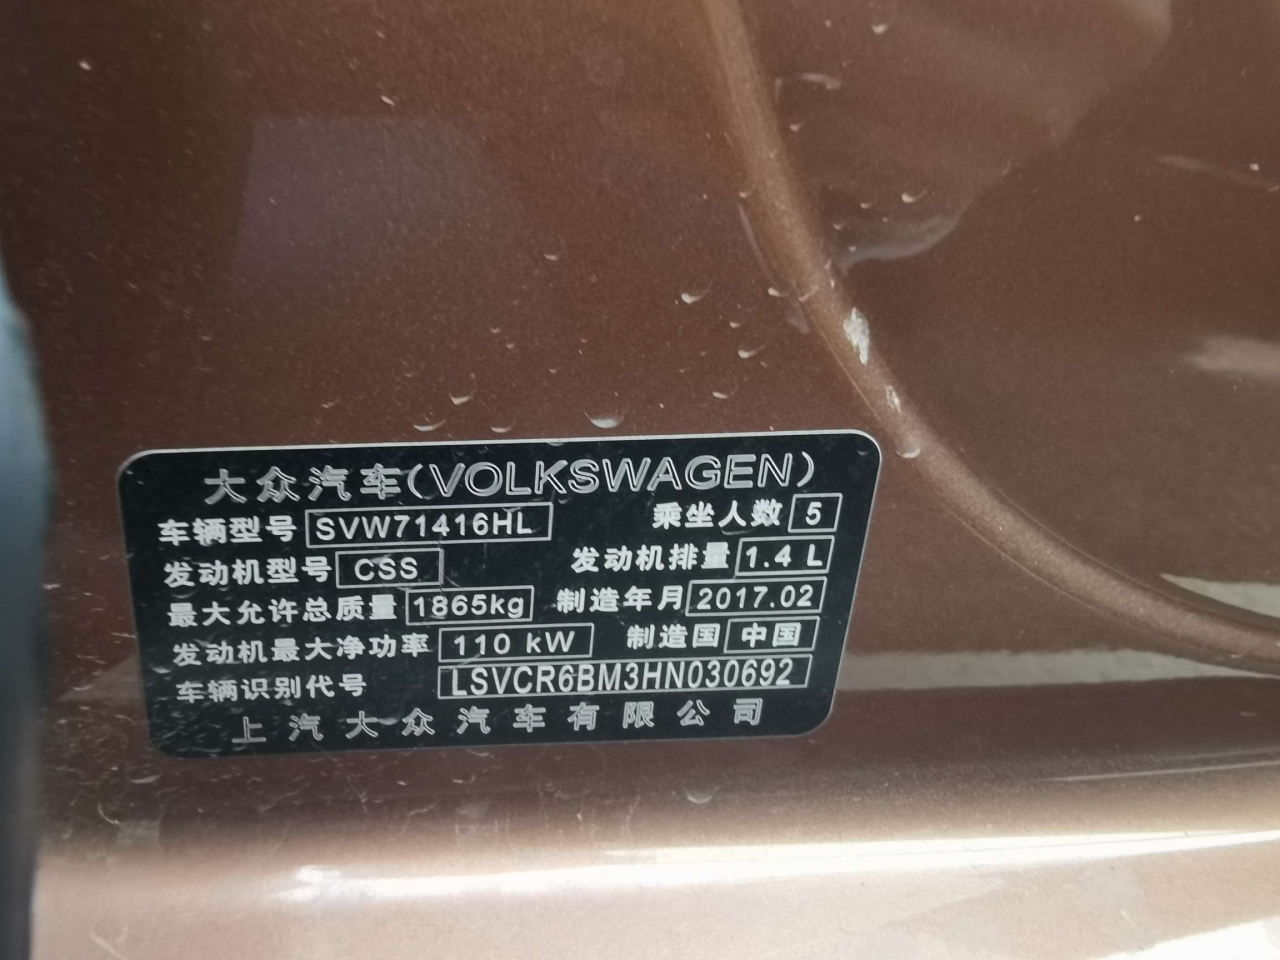 大众汽车(VOLKSWAGEN)
车辆型号 SVW71416HL 乘坐人数 5
发动机型号 CSS 发动机排量 1.4 L
最大允许总质量 1865kg 制造年月 2017.02
发动机最大净功率 110 kW 制造国 中国
车辆识别代号 LSVCR6BM3HN030692
上汽大众汽车有限公司